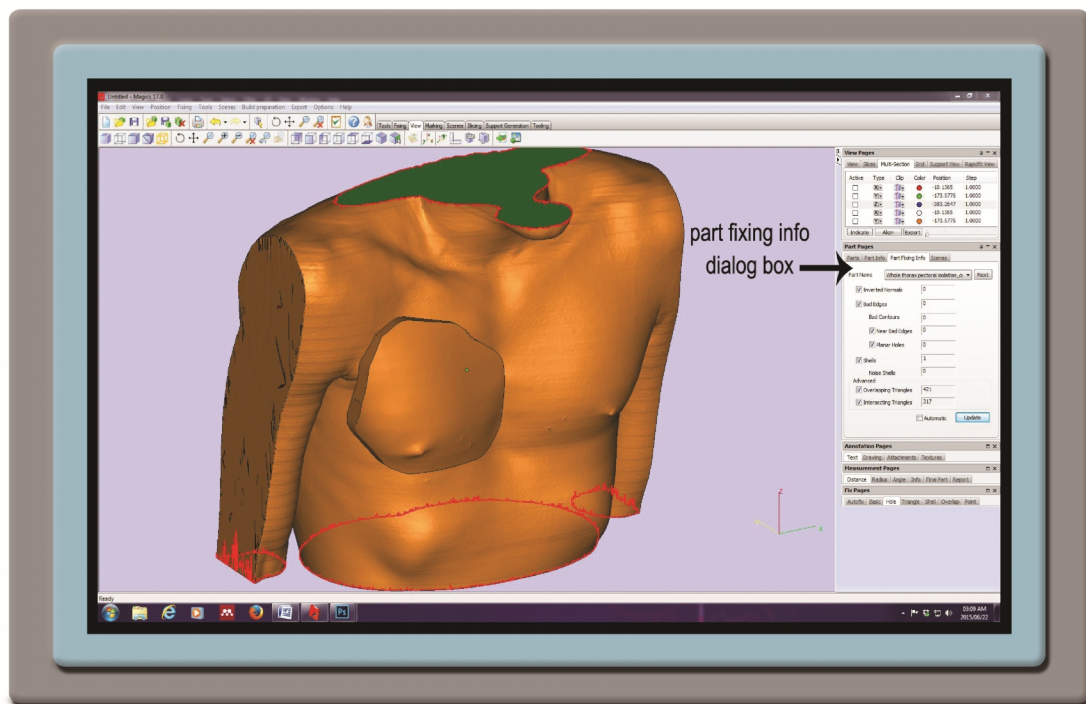 Untitled - Magics 17.0
File Edit View Position Fixing Tools Scenes Build preparation Export Options Help
Tools Fixing View Marking Scenes Slicing Support Generation Tooling
View Pages
View Slices Multi-Section Grid Support View Rapidfit View
Active Type Clip Color Position Step
X -10.1365 1.0000
Y -173.5775 1.0000
Z -383.2647 1.0000
X -10.1365 1.0000
Y -173.5775 1.0000
Indicate Align Export
part fixing info
dialog box
Part Pages
Parts Part Info Part Fixing Info Scenes
Part Name Whole thorax pectoral isolation_c Next
Inverted Normals 0
Bad Edges 0
Bad Contours 0
Near Bad Edges 0
Planar Holes 0
Shells 1
Noise Shells 0
Advanced
Overlapping Triangles 421
Intersecting Triangles 317
Automatic Update
Annotation Pages
Text Drawing Attachments Textures
Measurement Pages
Distance Radius Angle Info Final Part Report
Fix Pages
Autofix Basic Hole Triangle Shell Overlap Point
Z
Y
X
Ready
Ps
03:09 AM
2015/06/22